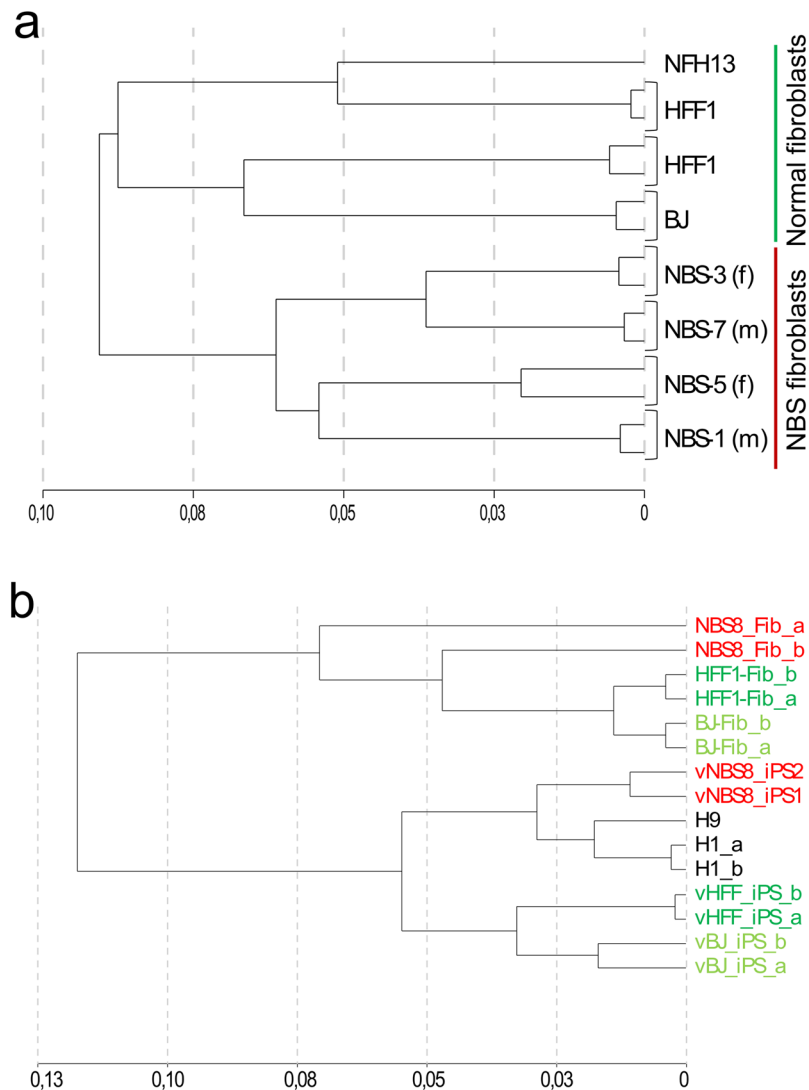 a
NFH13
HFF1
HFF1
BJ
NBS-3 (f)
NBS-7 (m)
NBS-5 (f)
NBS-1 (m)
Normal fibroblasts
NBS fibroblasts
0,10 0,08 0,05 0,03 0
b
NBS8_Fib_a
NBS8_Fib_b
HFF1-Fib_b
HFF1-Fib_a
BJ-Fib_b
BJ-Fib_a
vNBS8_iPS2
vNBS8_iPS1
H9
H1_a
H1_b
vHFF_iPS_b
vHFF_iPS_a
vBJ_iPS_b
vBJ_iPS_a
0,13 0,10 0,08 0,05 0,03 0